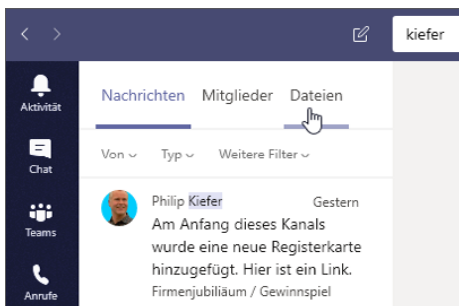 kiefer
Aktivität
Chat
Teams
Anrufe
Nachrichten Mitglieder Dateien
Von Typ Weitere Filter
Philip Kiefer Gestern
Am Anfang dieses Kanals
wurde eine neue Registerkarte
hinzugefügt. Hier ist ein Link.
Firmenjubiläum / Gewinnspiel